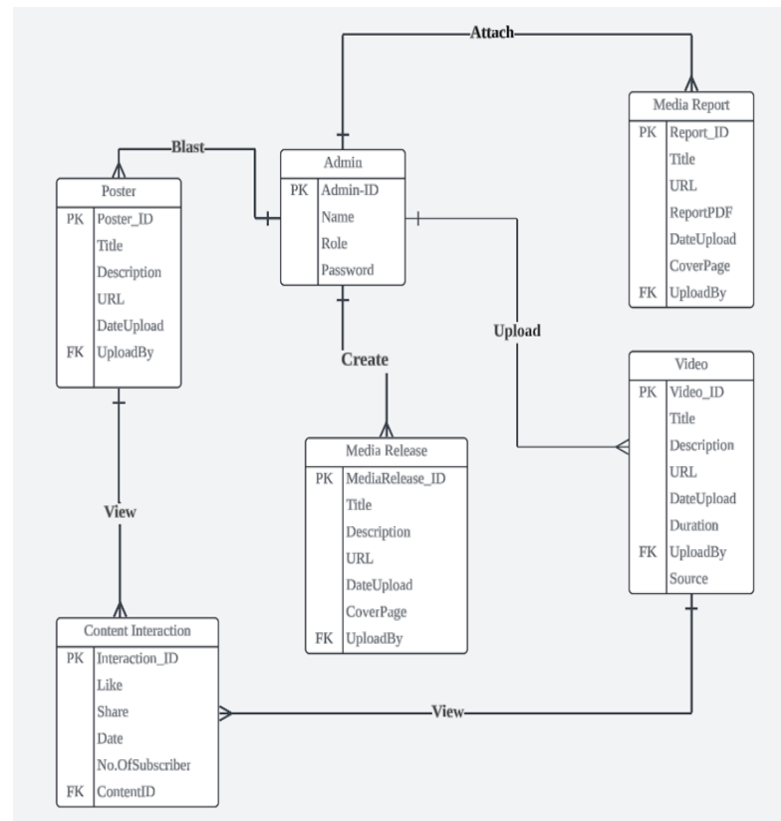 Attach
Media Report
PK Report_ID
Title
URL
ReportPDF
DateUpload
CoverPage
FK UploadBy
Blast
Admin
PK Admin-ID
Name
Role
Password
Poster
PK Poster_ID
Title
Description
URL
DateUpload
FK UploadBy
Upload
Create
Video
PK Video_ID
Title
Description
URL
DateUpload
Duration
FK UploadBy
Source
Media Release
PK MediaRelease_ID
Title
Description
URL
DateUpload
CoverPage
FK UploadBy
View
Content Interaction
PK Interaction_ID
Like
Share
Date
No.OfSubscriber
FK ContentID
View